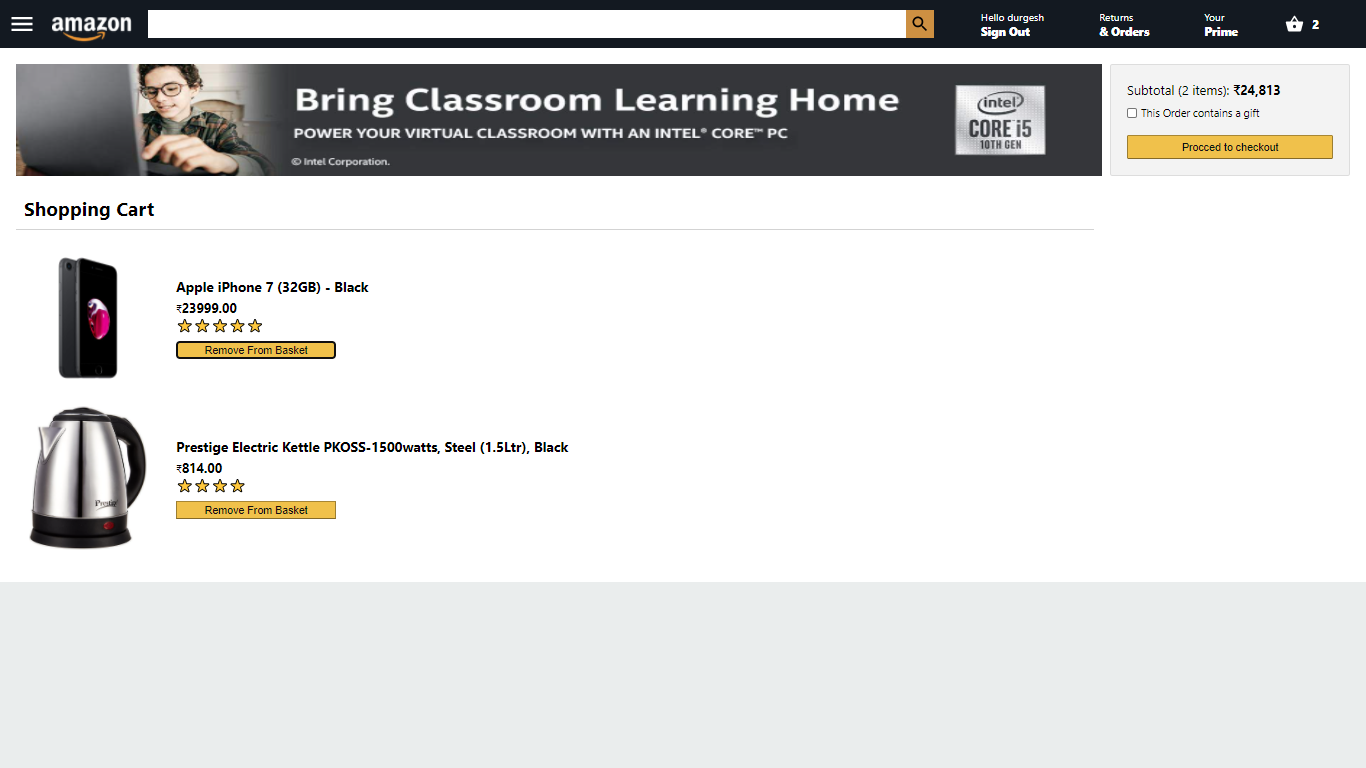 amazon
Hello durgesh
Sign Out
Returns
& Orders
Your
Prime
2
Bring Classroom Learning Home
POWER YOUR VIRTUAL CLASSROOM WITH AN INTEL® CORE™ PC
© Intel Corporation.
intel
CORE i5
10TH GEN
Subtotal (2 items): ₹24,813
This Order contains a gift
Procced to checkout
Shopping Cart
Apple iPhone 7 (32GB) - Black
₹23999.00
Remove From Basket
Prestige
Prestige Electric Kettle PKOSS-1500watts, Steel (1.5Ltr), Black
₹814.00
Remove From Basket